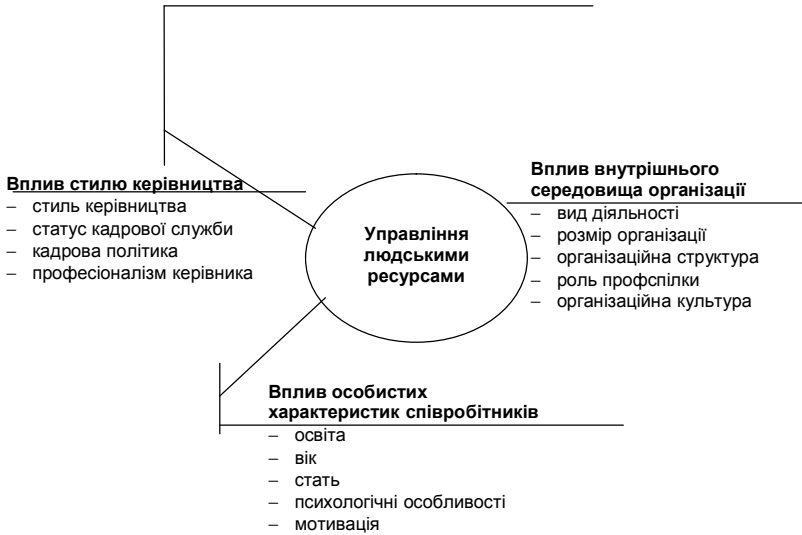 Вплив стилю керівництва
– стиль керівництва
– статус кадрової служби
– кадрова політика
– професіоналізм керівника
Управління
людськими
ресурсами
Вплив внутрішнього
середовища організації
– вид діяльності
– розмір організації
– організаційна структура
– роль профспілки
– організаційна культура
Вплив особистих
характеристик співробітників
– освіта
– вік
– стать
– психологічні особливості
– мотивація